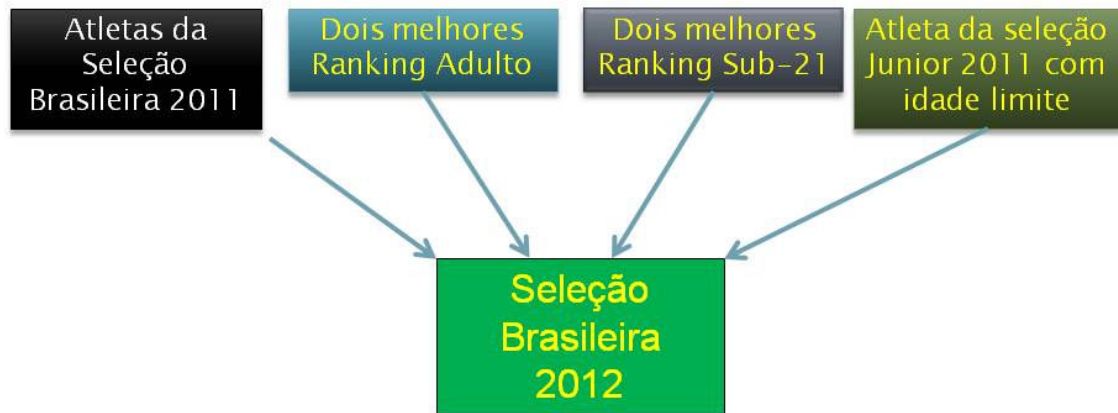 Atletas da
Seleção
Brasileira 2011
Dois melhores
Ranking Adulto
Dois melhores
Ranking Sub-21
Atleta da seleção
Junior 2011 com
idade limite
Seleção
Brasileira
2012